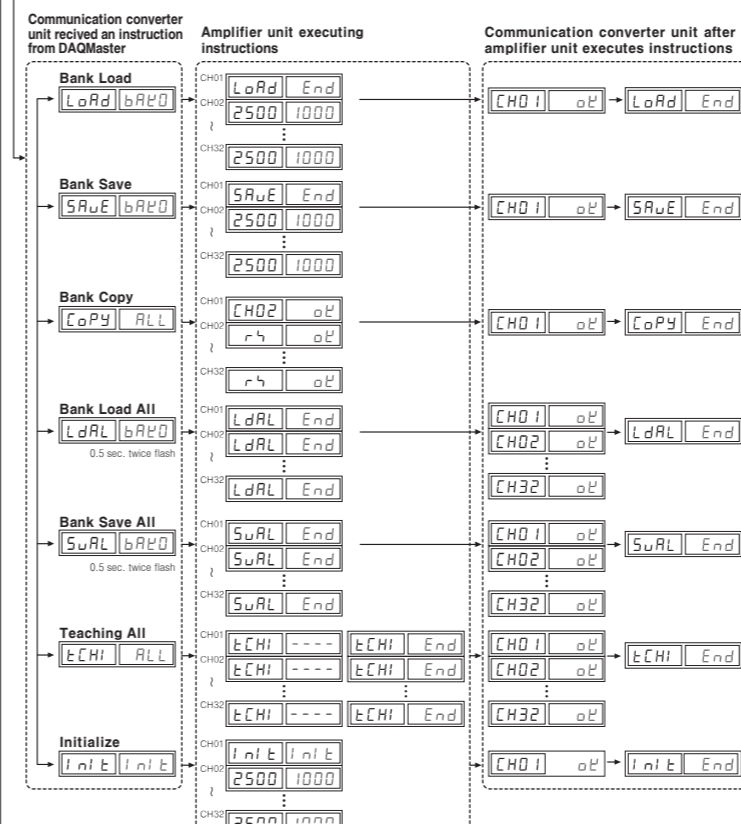 Communication converter
unit recived an instruction
from DAQMaster
Amplifier unit executing
instructions
Communication converter unit after
amplifier unit executes instructions
Bank Load
LoAd bAK0
CH01 LoAd End
CH02 2500 1000
CH32 2500 1000
CH01 oK LoAd End
Bank Save
SAvE bAK0
CH01 SAvE End
CH02 2500 1000
CH32 2500 1000
CH01 oK SAvE End
Bank Copy
CoPY ALL
CH01 CH02 oK
CH02 r5 oK
CH32 r5 oK
CH01 oK CoPY End
Bank Load All
LdAL bAK0
0.5 sec. twice flash
CH01 LdAL End
CH02 LdAL End
CH32 LdAL End
CH01 oK
CH02 oK
LdAL End
CH32 oK
Bank Save All
SvAL bAK0
0.5 sec. twice flash
CH01 SvAL End
CH02 SvAL End
CH32 SvAL End
CH01 oK
CH02 oK
SvAL End
CH32 oK
Teaching All
tCHI ALL
CH01 tCHI ---- tCHI End
CH02 tCHI ---- tCHI End
CH32 tCHI ---- tCHI End
CH01 oK
CH02 oK
tCHI End
CH32 oK
Initialize
InIt InIt
CH01 InIt InIt
CH02 2500 1000
CH32 2500 1000
CH01 oK InIt End